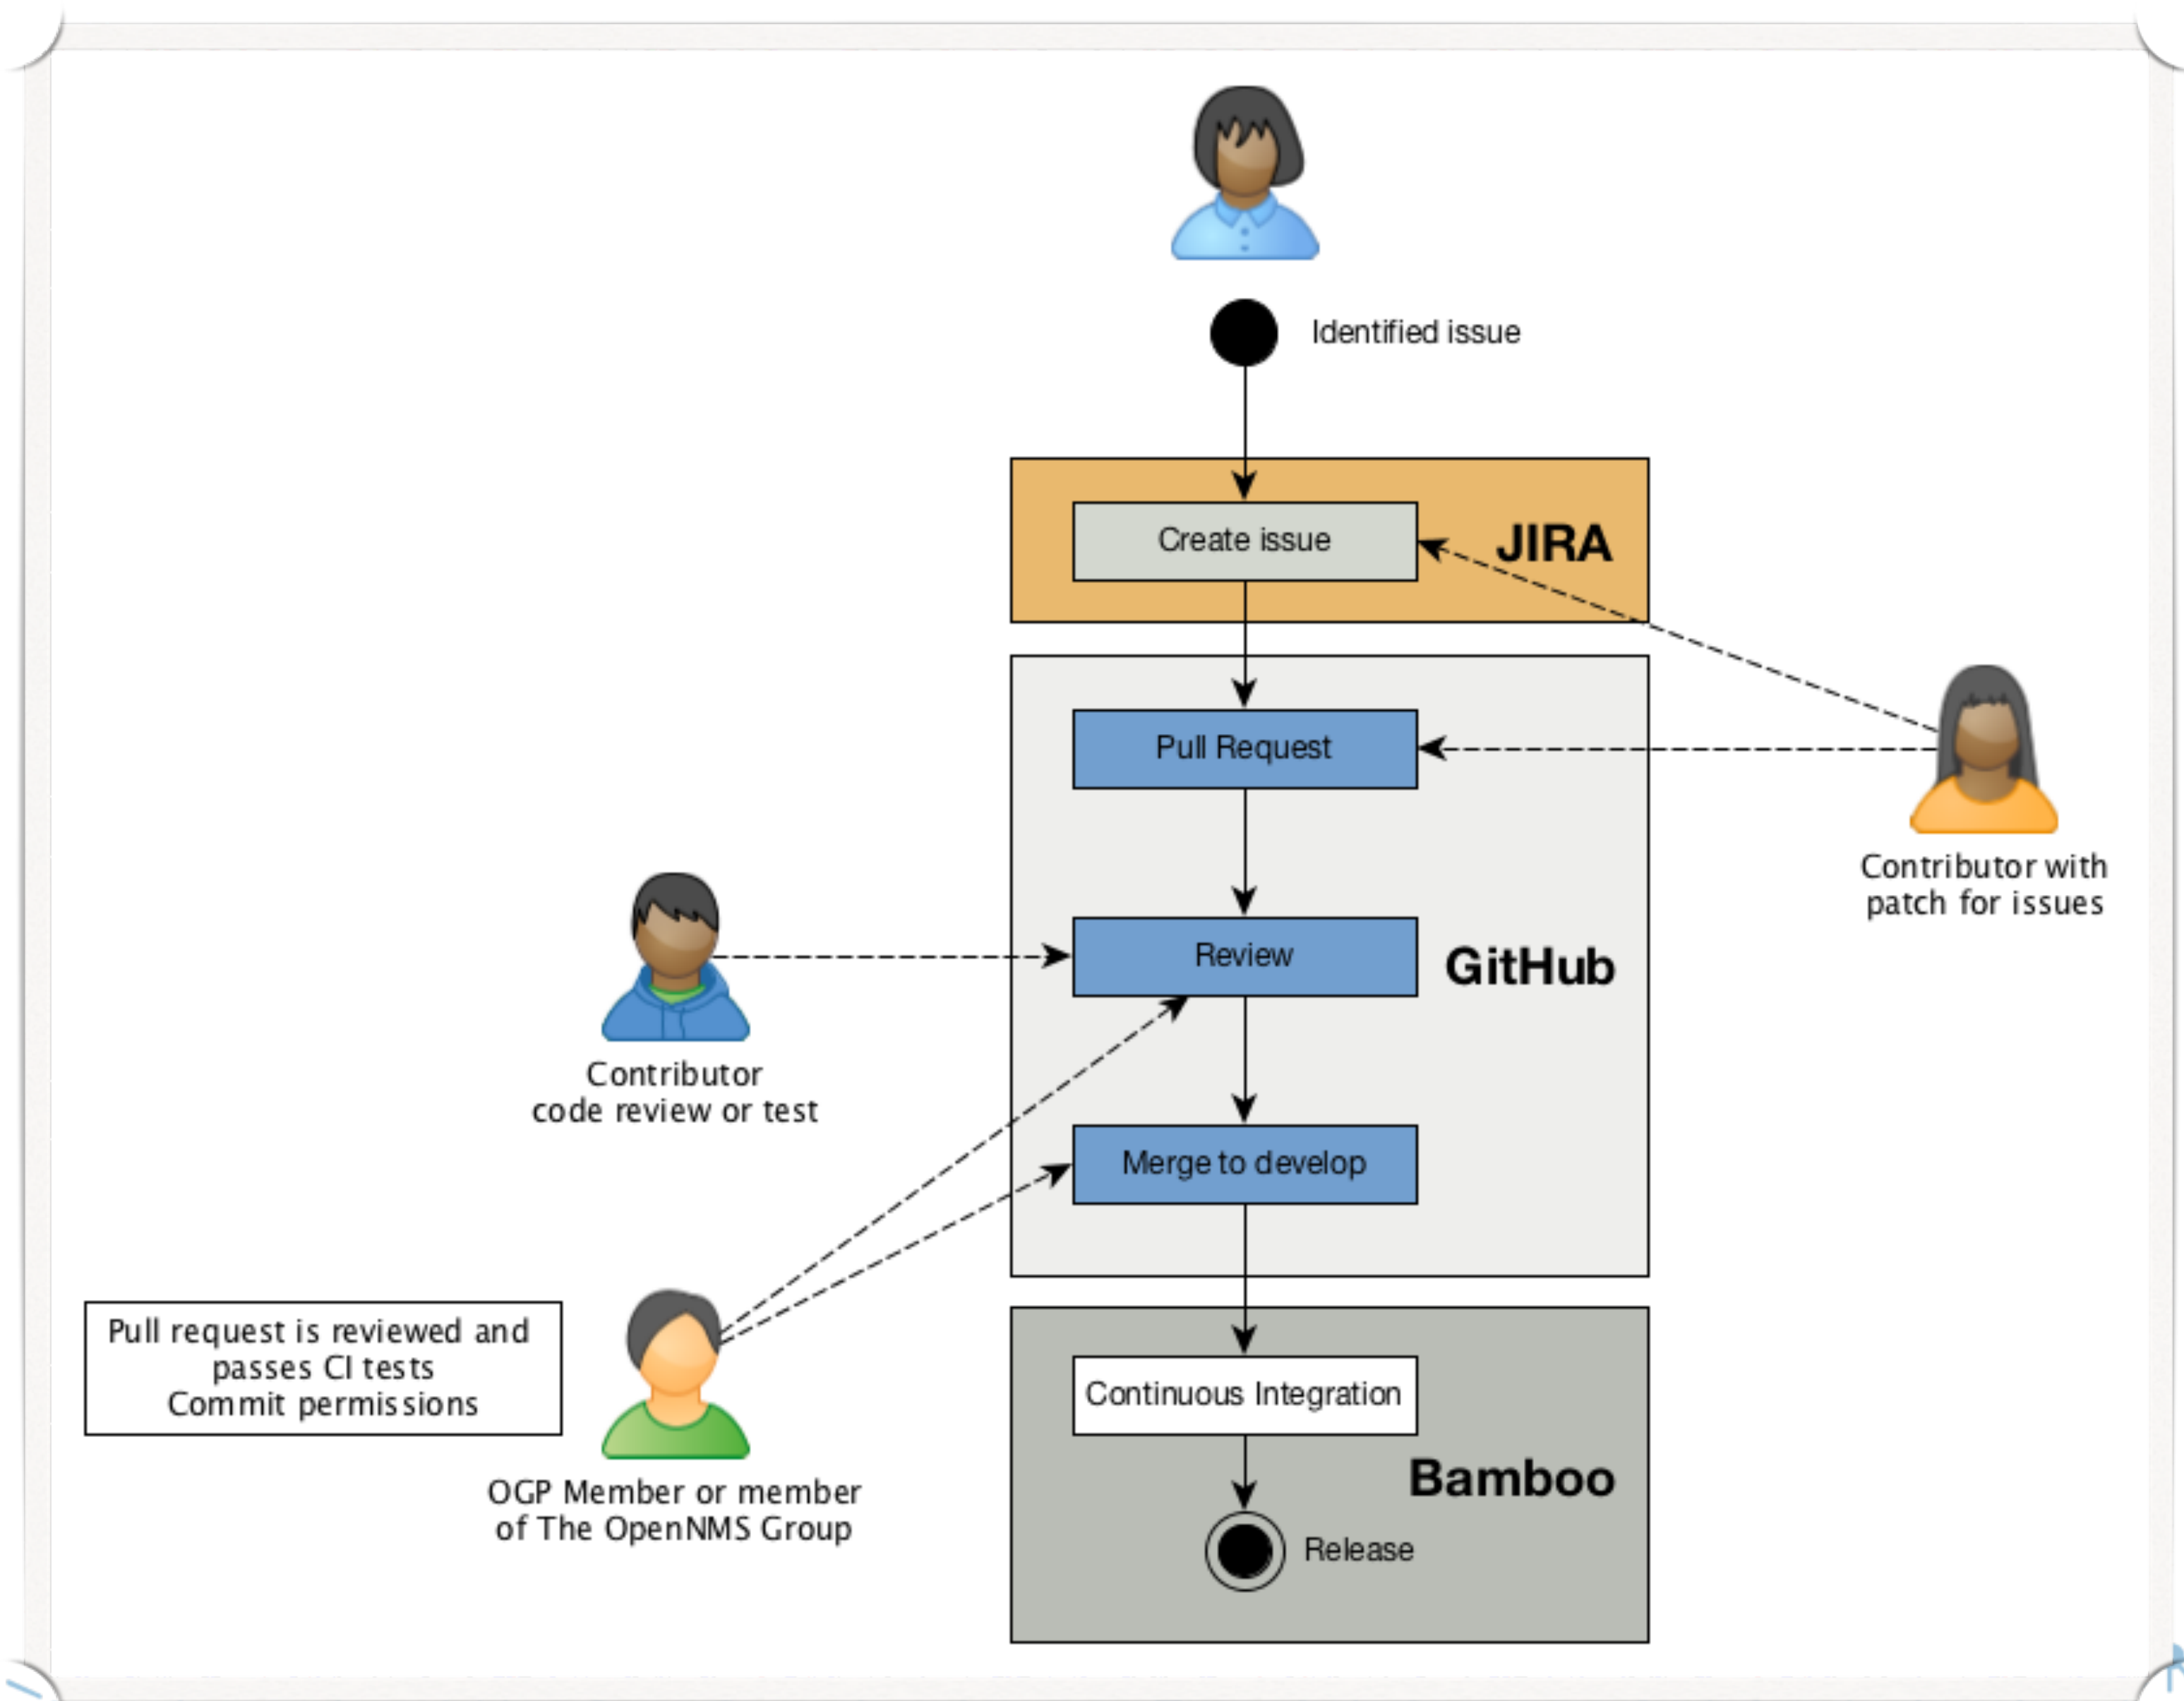 Identified issue
Create issue
JIRA
Pull Request
Contributor with
patch for issues
Review
GitHub
Contributor
code review or test
Merge to develop
Pull request is reviewed and
passes CI tests
Commit permissions
OGP Member or member
of The OpenNMS Group
Continuous Integration
Bamboo
Release